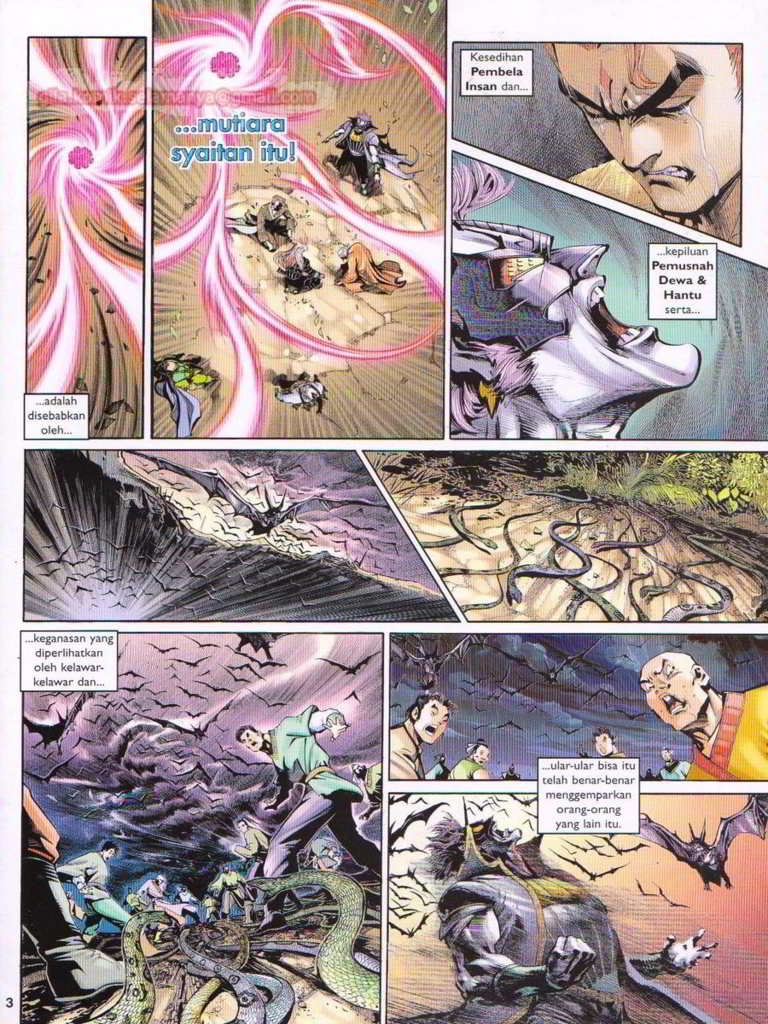 ...adalah
disebabkan
oleh...
...mutiara
syaitan itu!
Kesedihan
Pembela
Insan dan...
...kepiluan
Pemusnah
Dewa &
Hantu
serta...
...keganasan yang
diperlihatkan
oleh kelawar-
kelawar dan...
...ular-ular bisa itu
telah benar-benar
menggemparkan
orang-orang
yang lain itu.
3